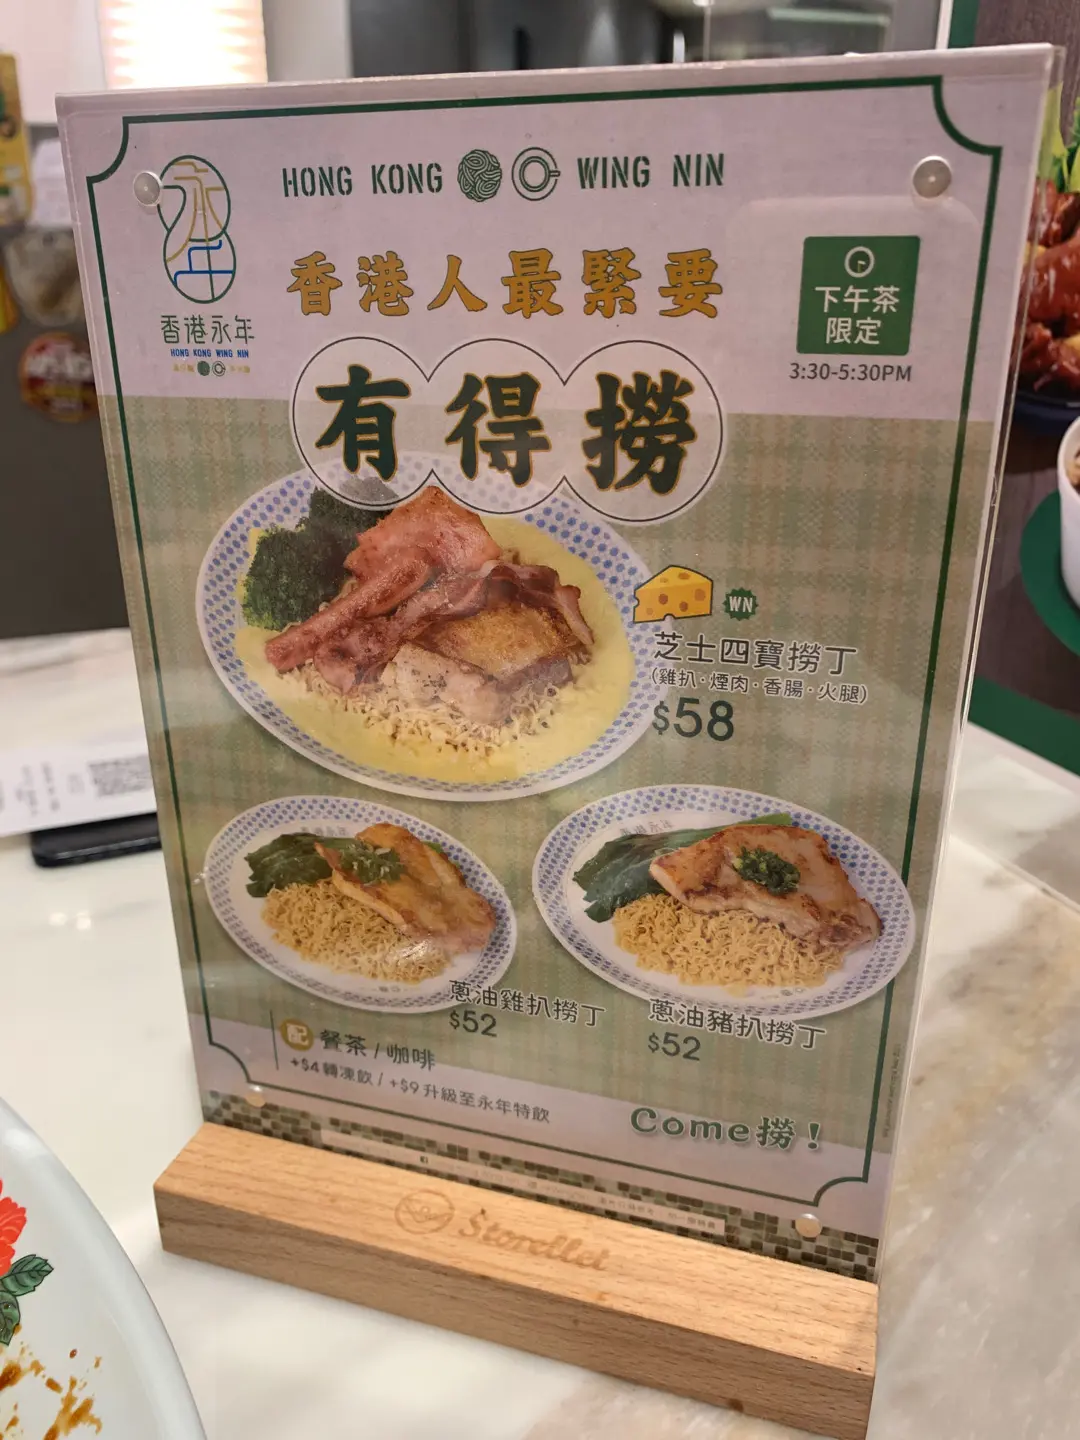 HONG KONG WING NIN
永年
香港永年
HONG KONG WING NIN
香港人最緊要
有得撈
下午茶
限定
3:30-5:30PM
WN
芝士四寶撈丁
(雞扒·煙肉·香腸·火腿)
$58
蔥油雞扒撈丁
$52
蔥油豬扒撈丁
$52
配 餐茶 / 咖啡
+$4轉凍飲 / +$9升級至永年特飲
Come撈!
Storellet